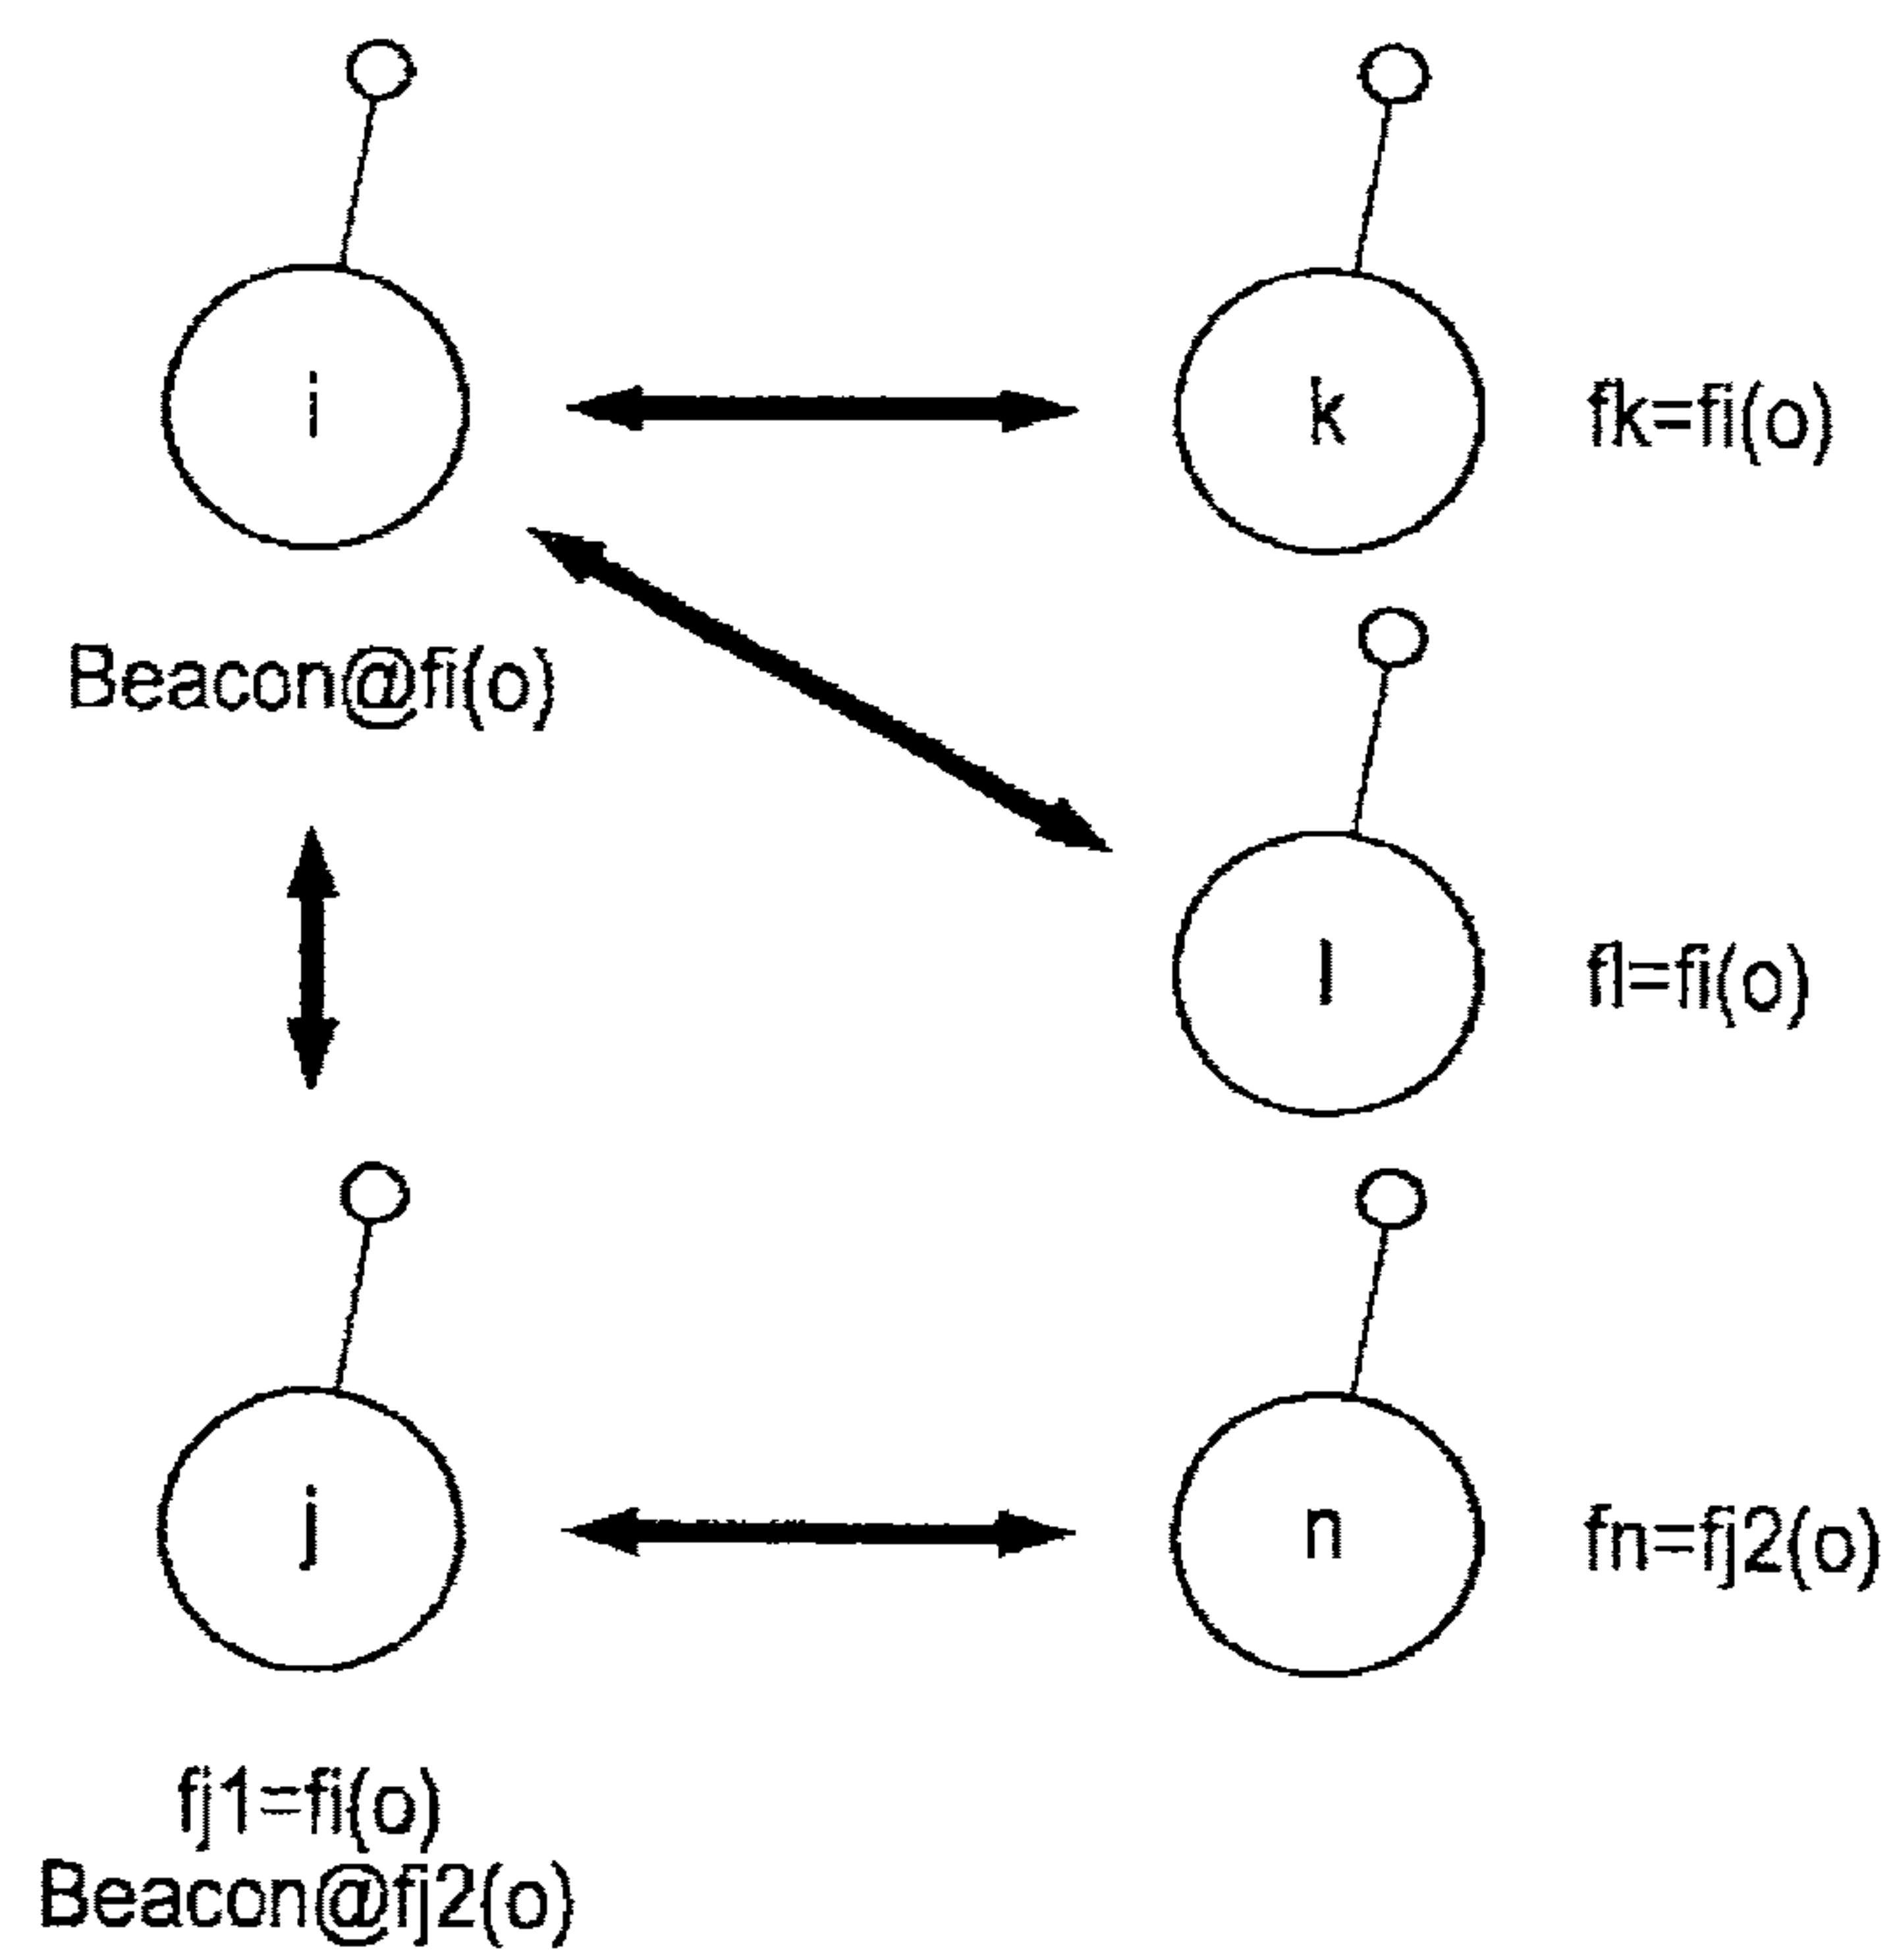 i
k
fk=fi(o)
Beacon@fi(o)
l
fl=fi(o)
j
n
fn=fj2(o)
fj1=fi(o)
Beacon@fj2(o)